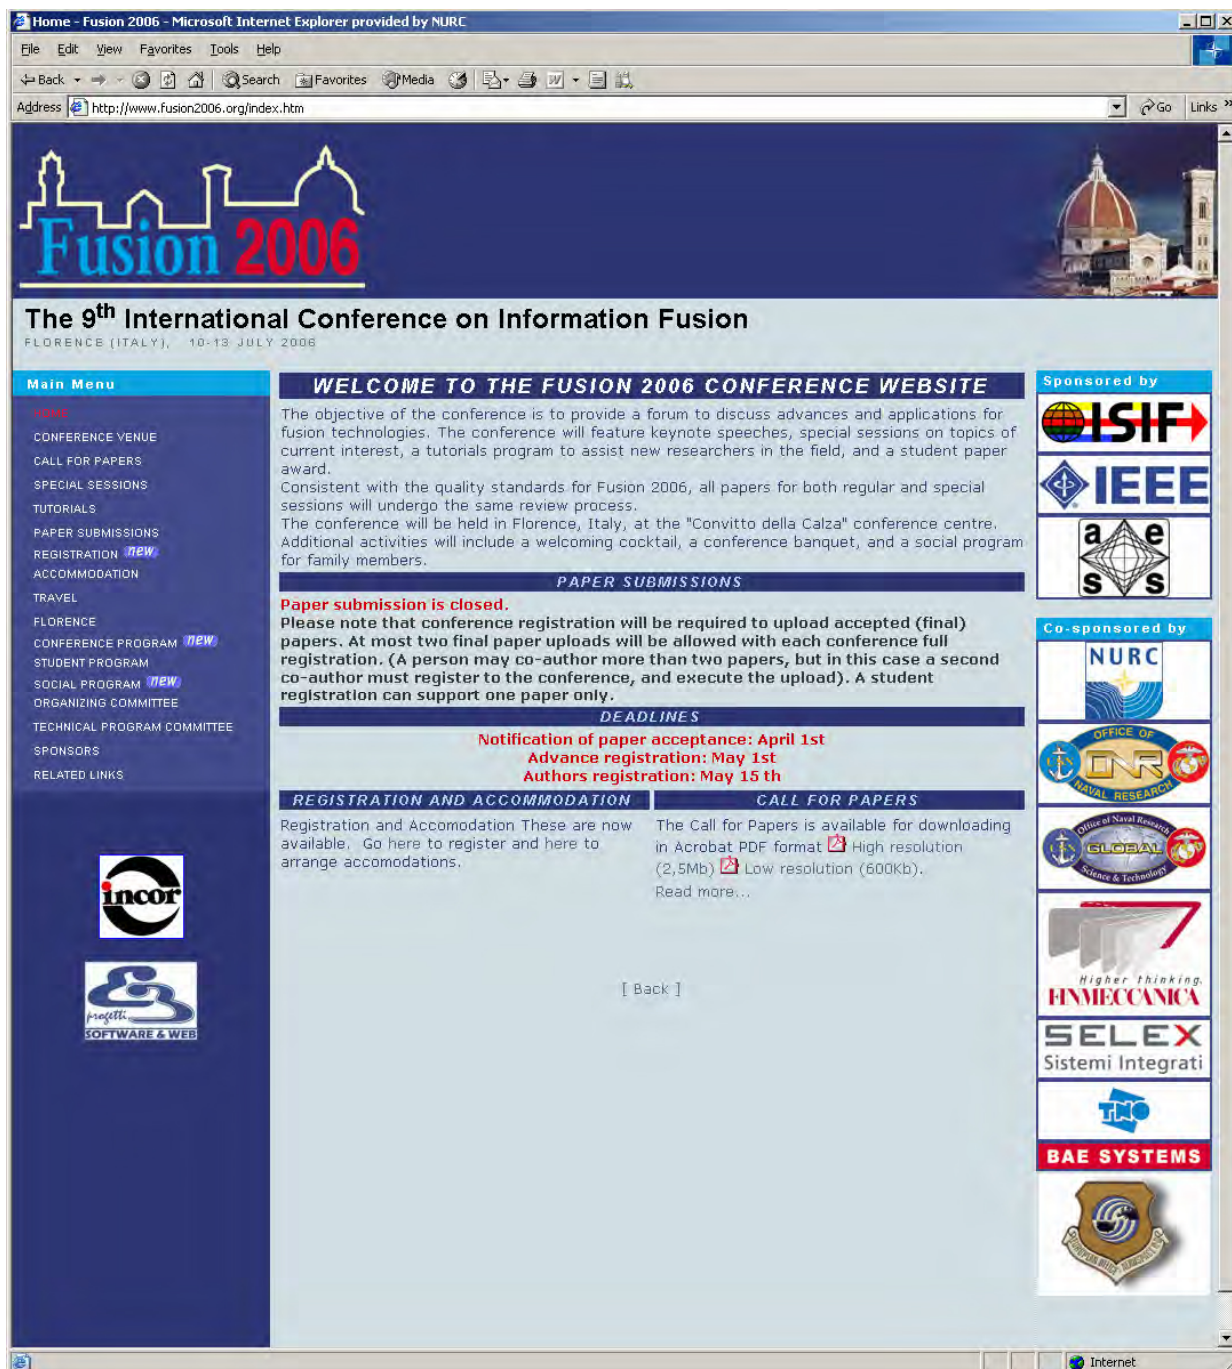 Home - Fusion 2006 - Microsoft Internet Explorer provided by NURC
File Edit View Favorites Tools Help
Back Search Favorites Media
Address http://www.fusion2006.org/index.htm Go Links »
Fusion 2006
The 9th International Conference on Information Fusion
FLORENCE (ITALY), 10-13 JULY 2006
Main Menu
HOME
CONFERENCE VENUE
CALL FOR PAPERS
SPECIAL SESSIONS
TUTORIALS
PAPER SUBMISSIONS
REGISTRATION new
ACCOMMODATION
TRAVEL
FLORENCE
CONFERENCE PROGRAM new
STUDENT PROGRAM
SOCIAL PROGRAM new
ORGANIZING COMMITTEE
TECHNICAL PROGRAM COMMITTEE
SPONSORS
RELATED LINKS
incor
progetti
SOFTWARE & WEB
WELCOME TO THE FUSION 2006 CONFERENCE WEBSITE
The objective of the conference is to provide a forum to discuss advances and applications for
fusion technologies. The conference will feature keynote speeches, special sessions on topics of
current interest, a tutorials program to assist new researchers in the field, and a student paper
award.
Consistent with the quality standards for Fusion 2006, all papers for both regular and special
sessions will undergo the same review process.
The conference will be held in Florence, Italy, at the "Convitto della Calza" conference centre.
Additional activities will include a welcoming cocktail, a conference banquet, and a social program
for family members.
PAPER SUBMISSIONS
Paper submission is closed.
Please note that conference registration will be required to upload accepted (final)
papers. At most two final paper uploads will be allowed with each conference full
registration. (A person may co-author more than two papers, but in this case a second
co-author must register to the conference, and execute the upload). A student
registration can support one paper only.
DEADLINES
Notification of paper acceptance: April 1st
Advance registration: May 1st
Authors registration: May 15 th
REGISTRATION AND ACCOMMODATION
Registration and Accomodation These are now
available. Go here to register and here to
arrange accomodations.
CALL FOR PAPERS
The Call for Papers is available for downloading
in Acrobat PDF format High resolution
(2,5Mb) Low resolution (600Kb).
Read more...
[ Back ]
Sponsored by
ISIF
IEEE
a e
s s
Co-sponsored by
NURC
OFFICE OF
ONR
NAVAL RESEARCH
Office of Naval Research
GLOBAL
Science & Technology
Higher thinking.
FINMECCANICA
SELEX
Sistemi Integrati
TNO
BAE SYSTEMS
Internet